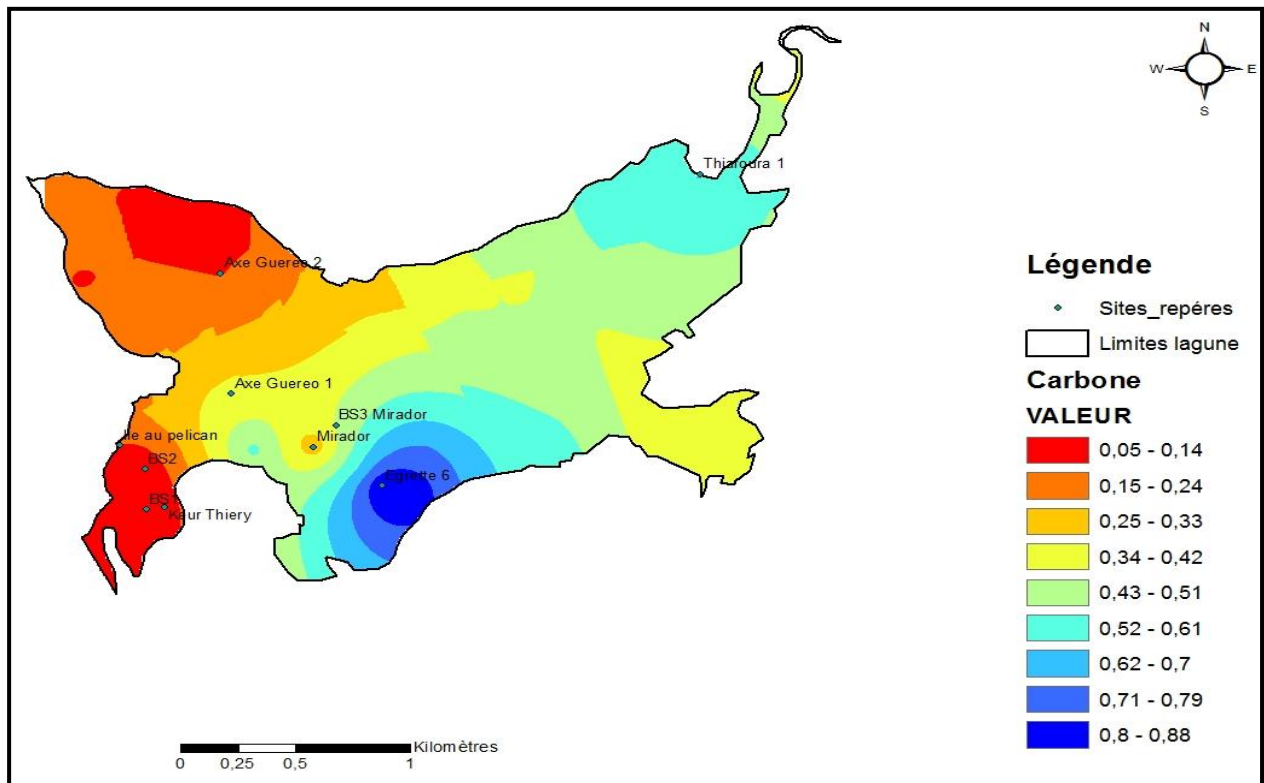 N
W E
S
Thiafoura 1
Axe Guereo 2
Axe Guereo 1
BS3 Mirador
Mirador
Ile au pelican
BS2
Egrette 6
BS1
Keur Thiery
Légende
Sites_repéres
Limites lagune
Carbone
VALEUR
0,05 - 0,14
0,15 - 0,24
0,25 - 0,33
0,34 - 0,42
0,43 - 0,51
0,52 - 0,61
0,62 - 0,7
0,71 - 0,79
0,8 - 0,88
Kilomètres
0 0,25 0,5 1